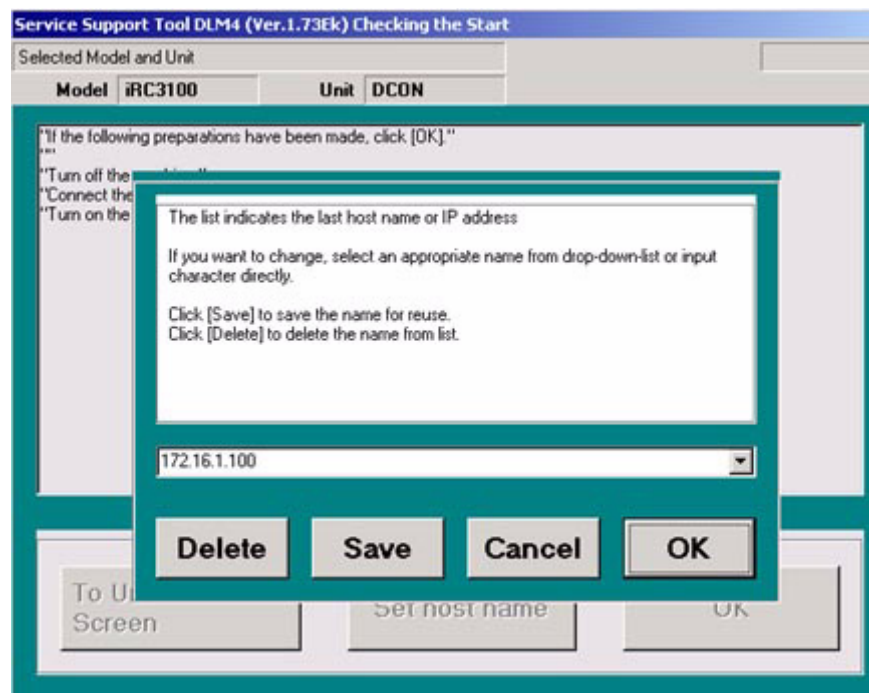 Service Support Tool DLM4 (Ver.1.73Ek) Checking the Start
Selected Model and Unit
Model iRC3100 Unit DCON
"If the following preparations have been made, click [OK]."
""
"Turn off the
"Connect the
"Turn on the
The list indicates the last host name or IP address
If you want to change, select an appropriate name from drop-down-list or input
character directly.
Click [Save] to save the name for reuse.
Click [Delete] to delete the name from list.
172.16.1.100
Delete Save Cancel OK
To
Screen
Set host name
OK